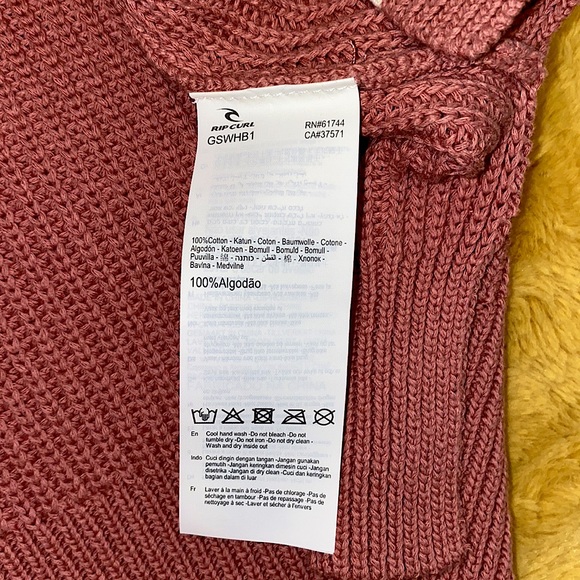 RIP CURL
GSWHB1
RN#61744
CA#37571
100%Cotton - Katun - Coton - Baumwolle - Cotone -
Algodón - Katoen - Bomull - Bomuld - Bomull -
Puuvilla - 綿 - القطن - כותנה - 棉 - Хлопок -
Bavlna - Medvilne
100%Algodão
En Cool hand wash -Do not bleach -Do not
tumble dry -Do not iron -Do not dry clean -
Wash and dry inside out
Indo Cuci dingin dengan tangan -Jangan gunakan
pemutih -Jangan keringkan dimesin cuci -Jangan
disetrika -Jangan di dry clean
-Cuci dan keringkan
bagian dalam di luar
Fr Laver à la main à froid -Pas de chlorage -Pas de
séchage en tambour -Pas de repassage -Pas de
nettoyage à sec -Laver et sécher à l'envers